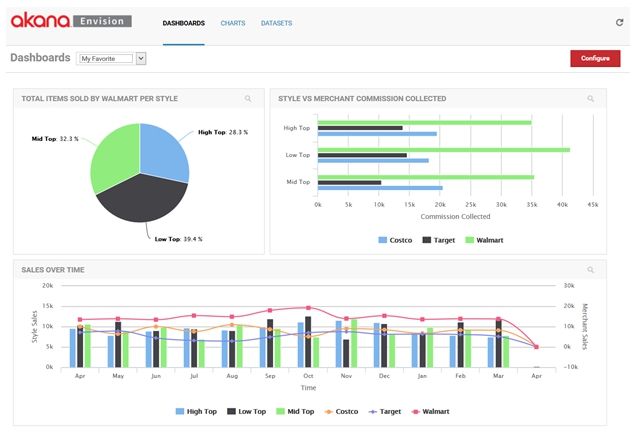 akana Envision
DASHBOARDS CHARTS DATASETS
Dashboards My Favorite Configure
TOTAL ITEMS SOLD BY WALMART PER STYLE
Mid Top: 32.3 %
High Top: 28.3 %
Low Top: 39.4 %
STYLE VS MERCHANT COMMISSION COLLECTED
High Top
Low Top
Mid Top
0k 5k 10k 15k 20k 25k 30k 35k 40k 45k
Commission Collected
Costco Target Walmart
SALES OVER TIME
20k 30k
15k 20k
10k 10k
5k 0k
0k -10k
Style Sales
Merchant Sales
Apr May Jun Jul Aug Sep Oct Nov Dec Jan Feb Mar Apr
Time
High Top Low Top Mid Top Costco Target Walmart